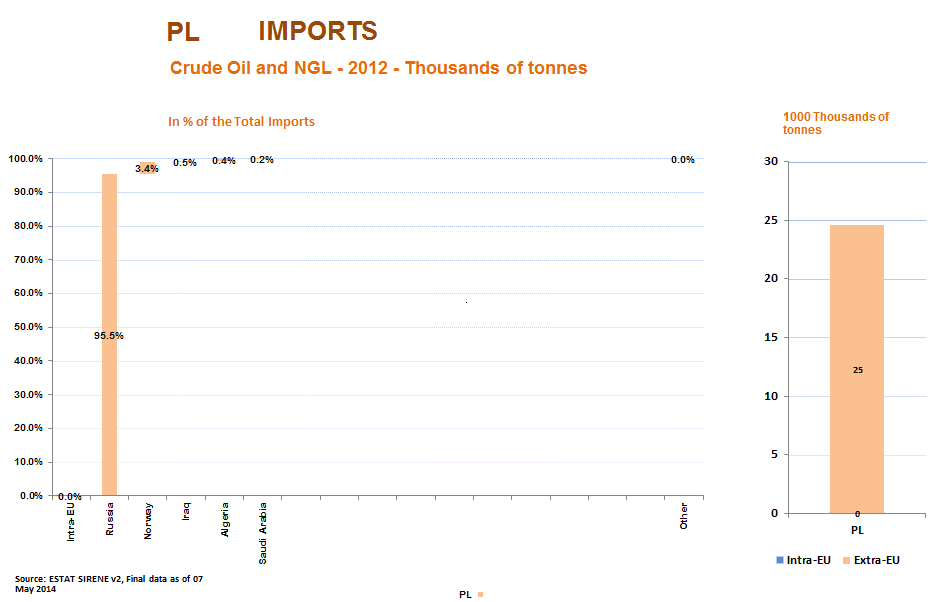 PL IMPORTS
Crude Oil and NGL - 2012 - Thousands of tonnes
In % of the Total Imports
100.0%
90.0%
80.0%
70.0%
60.0%
50.0%
40.0%
30.0%
20.0%
10.0%
0.0%
0.0%
95.5%
3.4%
0.5%
0.4%
0.2%
0.0%
Intra-EU
Russia
Norway
Iraq
Algeria
Saudi Arabia
Other
PL
1000 Thousands of
tonnes
30
25
20
15
10
5
0
25
0
PL
Intra-EU Extra-EU
Source: ESTAT SIRENE v2, Final data as of 07
May 2014